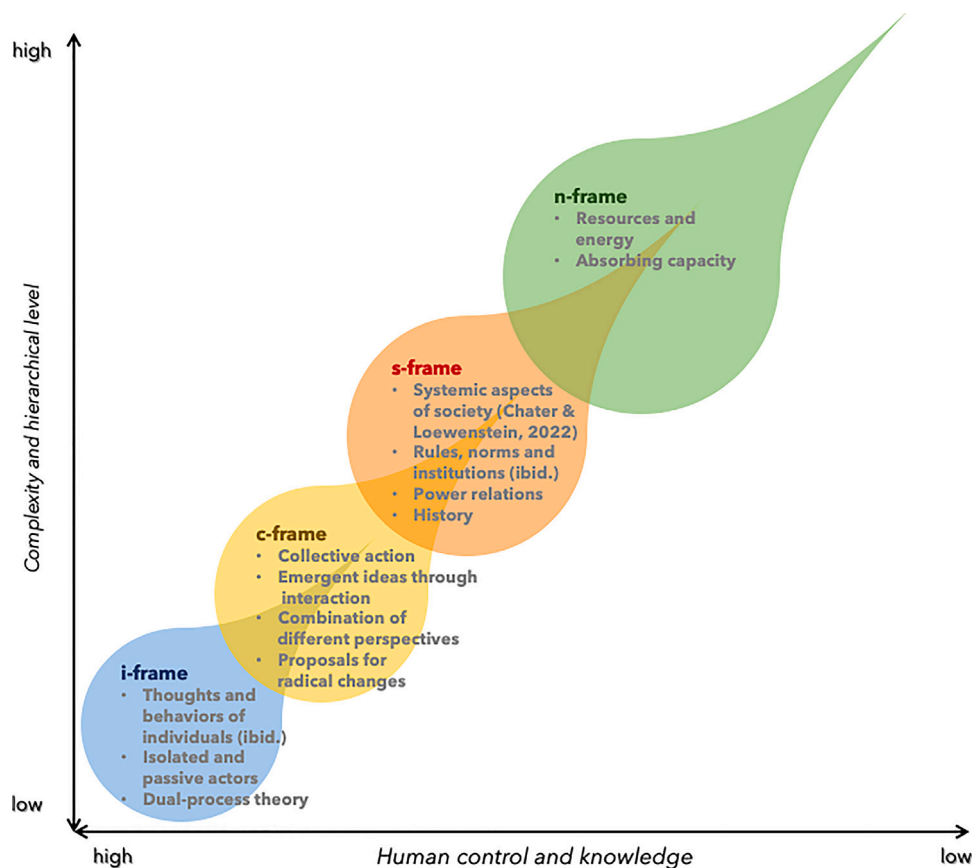 high
n-frame
• Resources and
energy
• Absorbing capacity
s-frame
• Systemic aspects
of society (Chater &
Loewenstein, 2022)
• Rules, norms and
institutions (ibid.)
• Power relations
• History
c-frame
• Collective action
• Emergent ideas through
interaction
• Combination of
different perspectives
• Proposals for
radical changes
i-frame
• Thoughts and
behaviors of
individuals (ibid.)
• Isolated and
passive actors
• Dual-process theory
Complexity and hierarchical level
low
high
Human control and knowledge
low